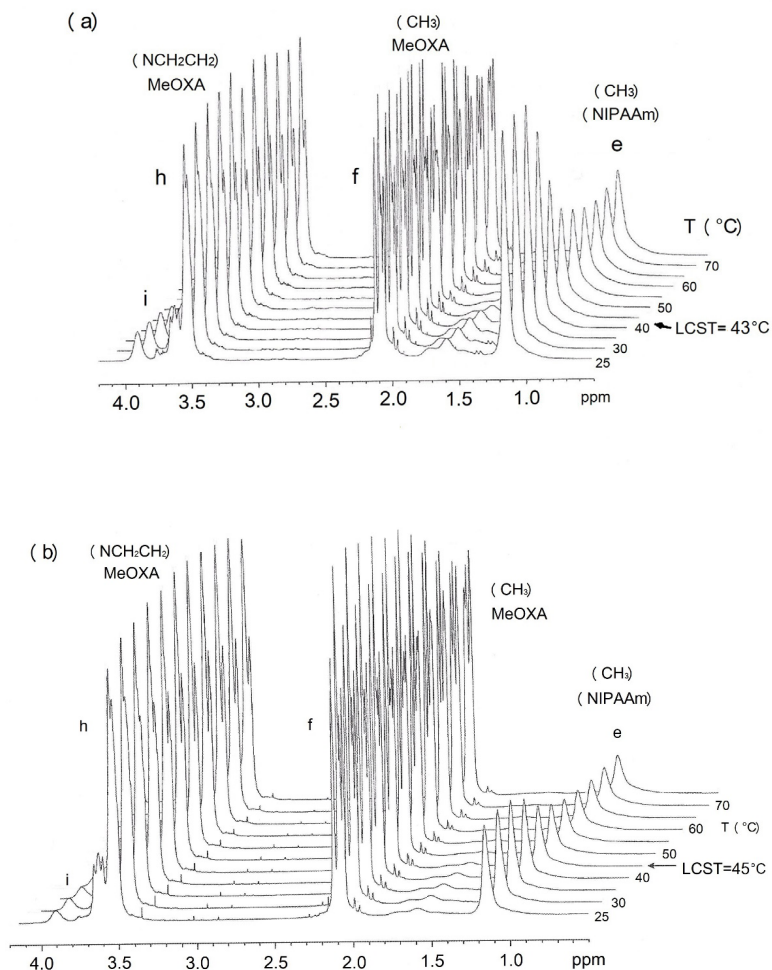 ( a )
( CH3 )
MeOXA
( NCH2CH2 )
MeOXA
( CH3 )
( NIPAAm )
e
h
f
T ( °C )
70
60
i
50
40 LCST= 43°C
30
25
4.0 3.5 3.0 2.5 2.0 1.5 1.0 ppm
( b )
( NCH2CH2 )
MeOXA
( CH3 )
MeOXA
( CH3 )
( NIPAAm )
h
f
e
70
60 T ( °C )
50
i
LCST=45°C
40
30
25
4.0 3.5 3.0 2.5 2.0 1.5 1.0 ppm